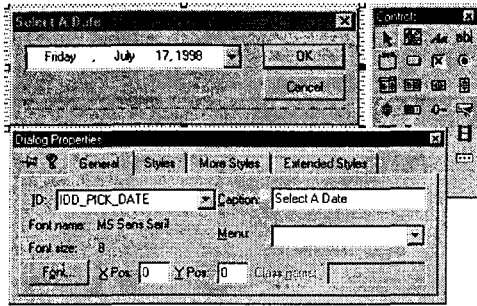 Select A Date
Friday , July 17, 1998
OK
Cancel
Controls
Aa ab|
Dialog Properties
General Styles More Styles Extended Styles
ID: IDD_PICK_DATE
Caption: Select A Date
Font name: MS Sans Serif
Menu:
Font size: 8
Font... X Pos: 0 Y Pos: 0 Class name: